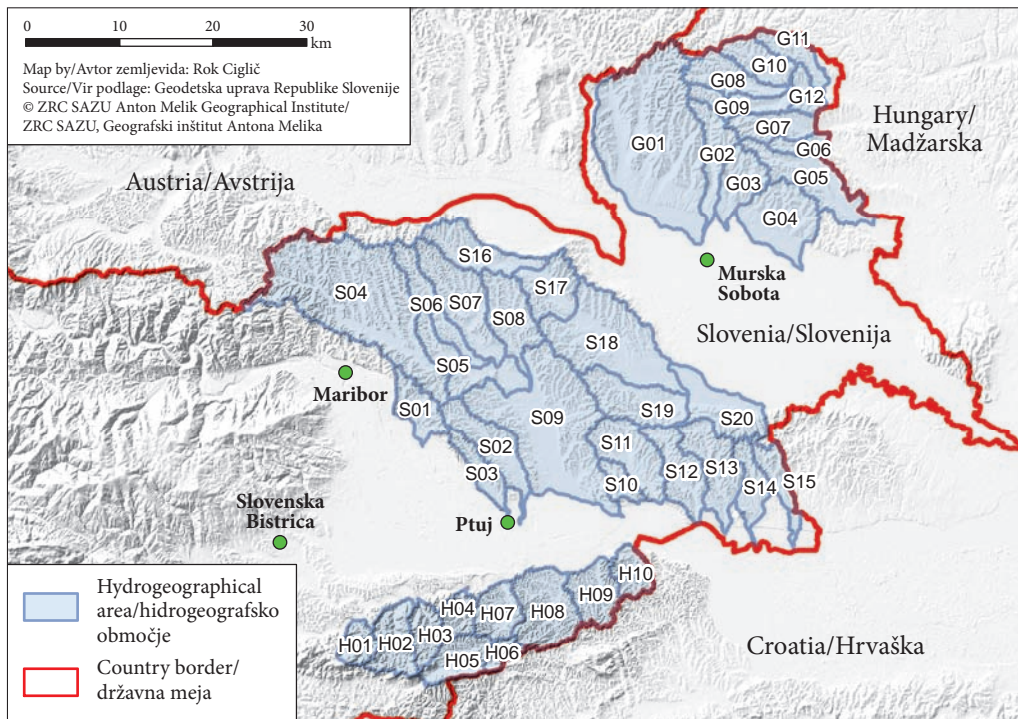 0 10 20 30
km
Map by/Avtor zemljevida: Rok Ciglič
Source/Vir podlage: Geodetska uprava Republike Slovenije
© ZRC SAZU Anton Melik Geographical Institute/
ZRC SAZU, Geografski inštitut Antona Melika
G11
G10
G08
G12
G09
Hungary/
Madžarska
G07
G01
G06
G02
G05
G03
Austria/Avstrija
G04
S16
Murska
Sobota
S17
S04
S06
S07
S08
Slovenia/Slovenija
S18
S05
Maribor
S01
S09
S19
S20
S11
S02
S12
S13
S03
S10
S14
S15
Slovenska
Bistrica
Ptuj
H10
Hydrogeographical
area/hidrogeografsko
območje
H09
H04
H07
H08
H01
H02
H03
H06
H05
Country border/
državna meja
Croatia/Hrvaška